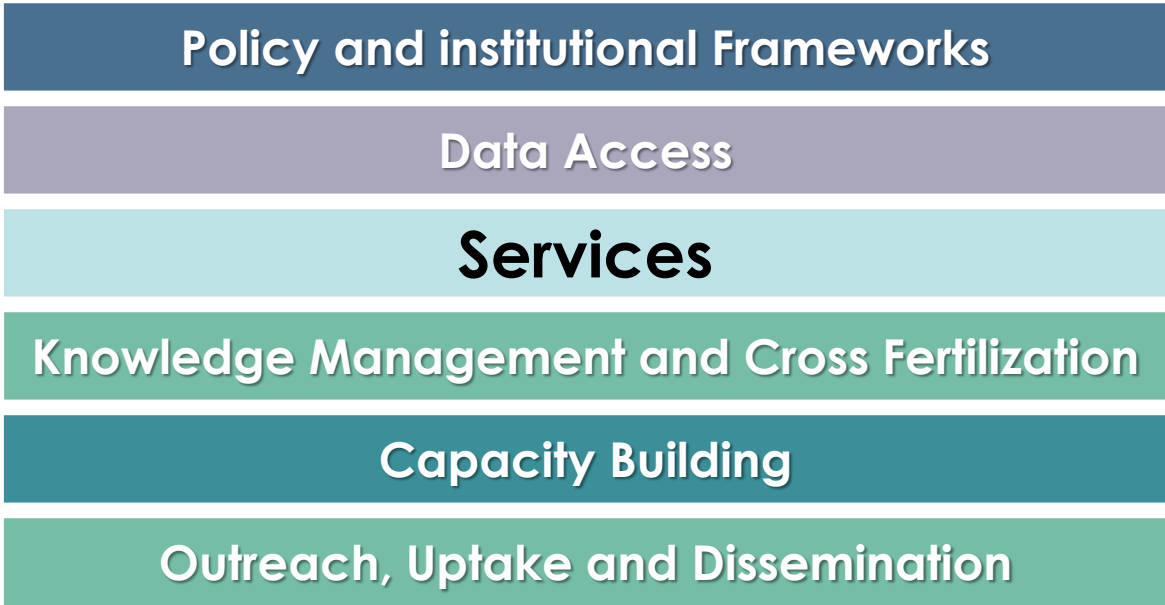 Policy and institutional Frameworks
Data Access
Services
Knowledge Management and Cross Fertilization
Capacity Building
Outreach, Uptake and Dissemination